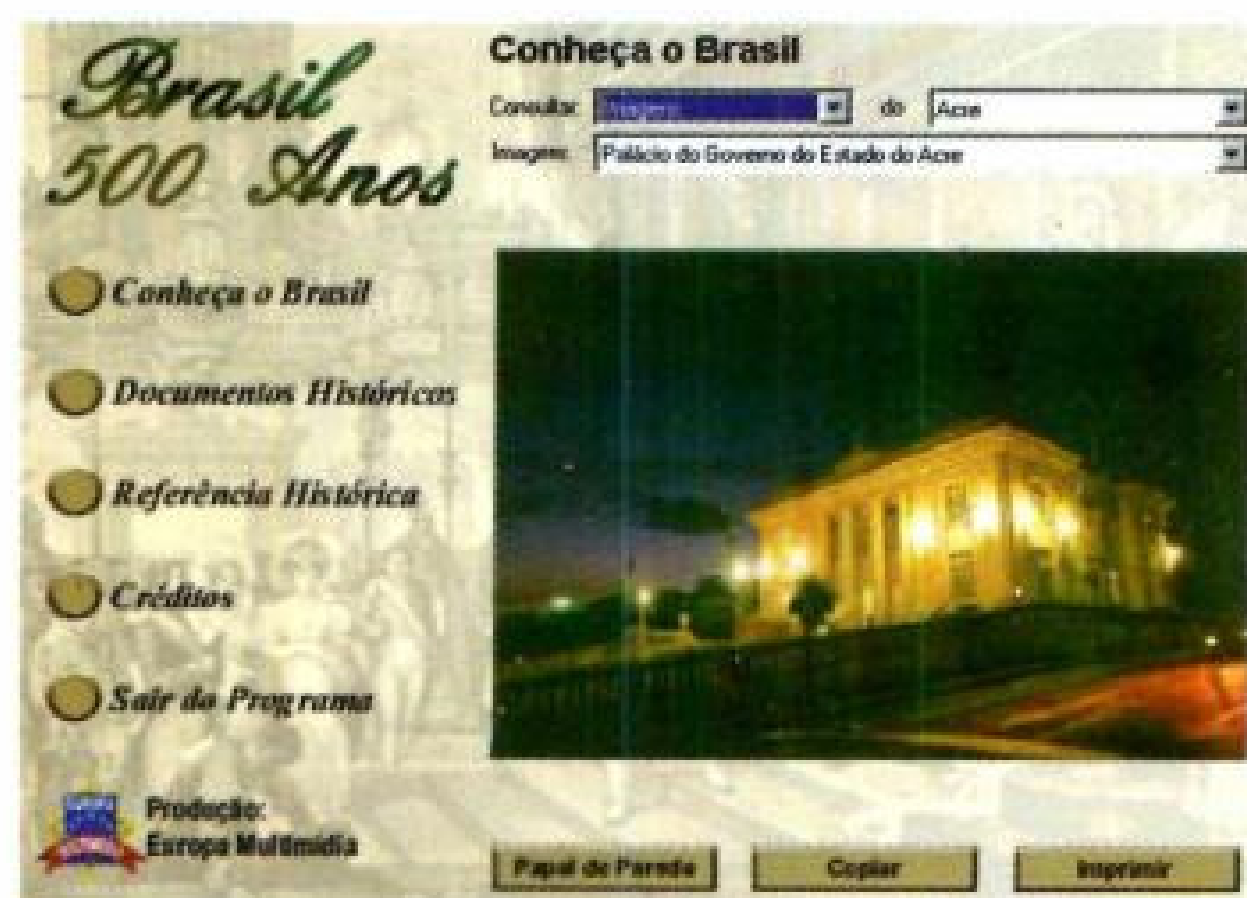 Brasil
500 Anos
Conheça o Brasil
Documentos Históricos
Referência Histórica
Créditos
Sair do Programa
Produção:
Europa Multimídia
Conheça o Brasil
Consultar: Imagens do Acre
Imagens: Palácio do Governo do Estado do Acre
Papel de Parede Copiar Imprimir